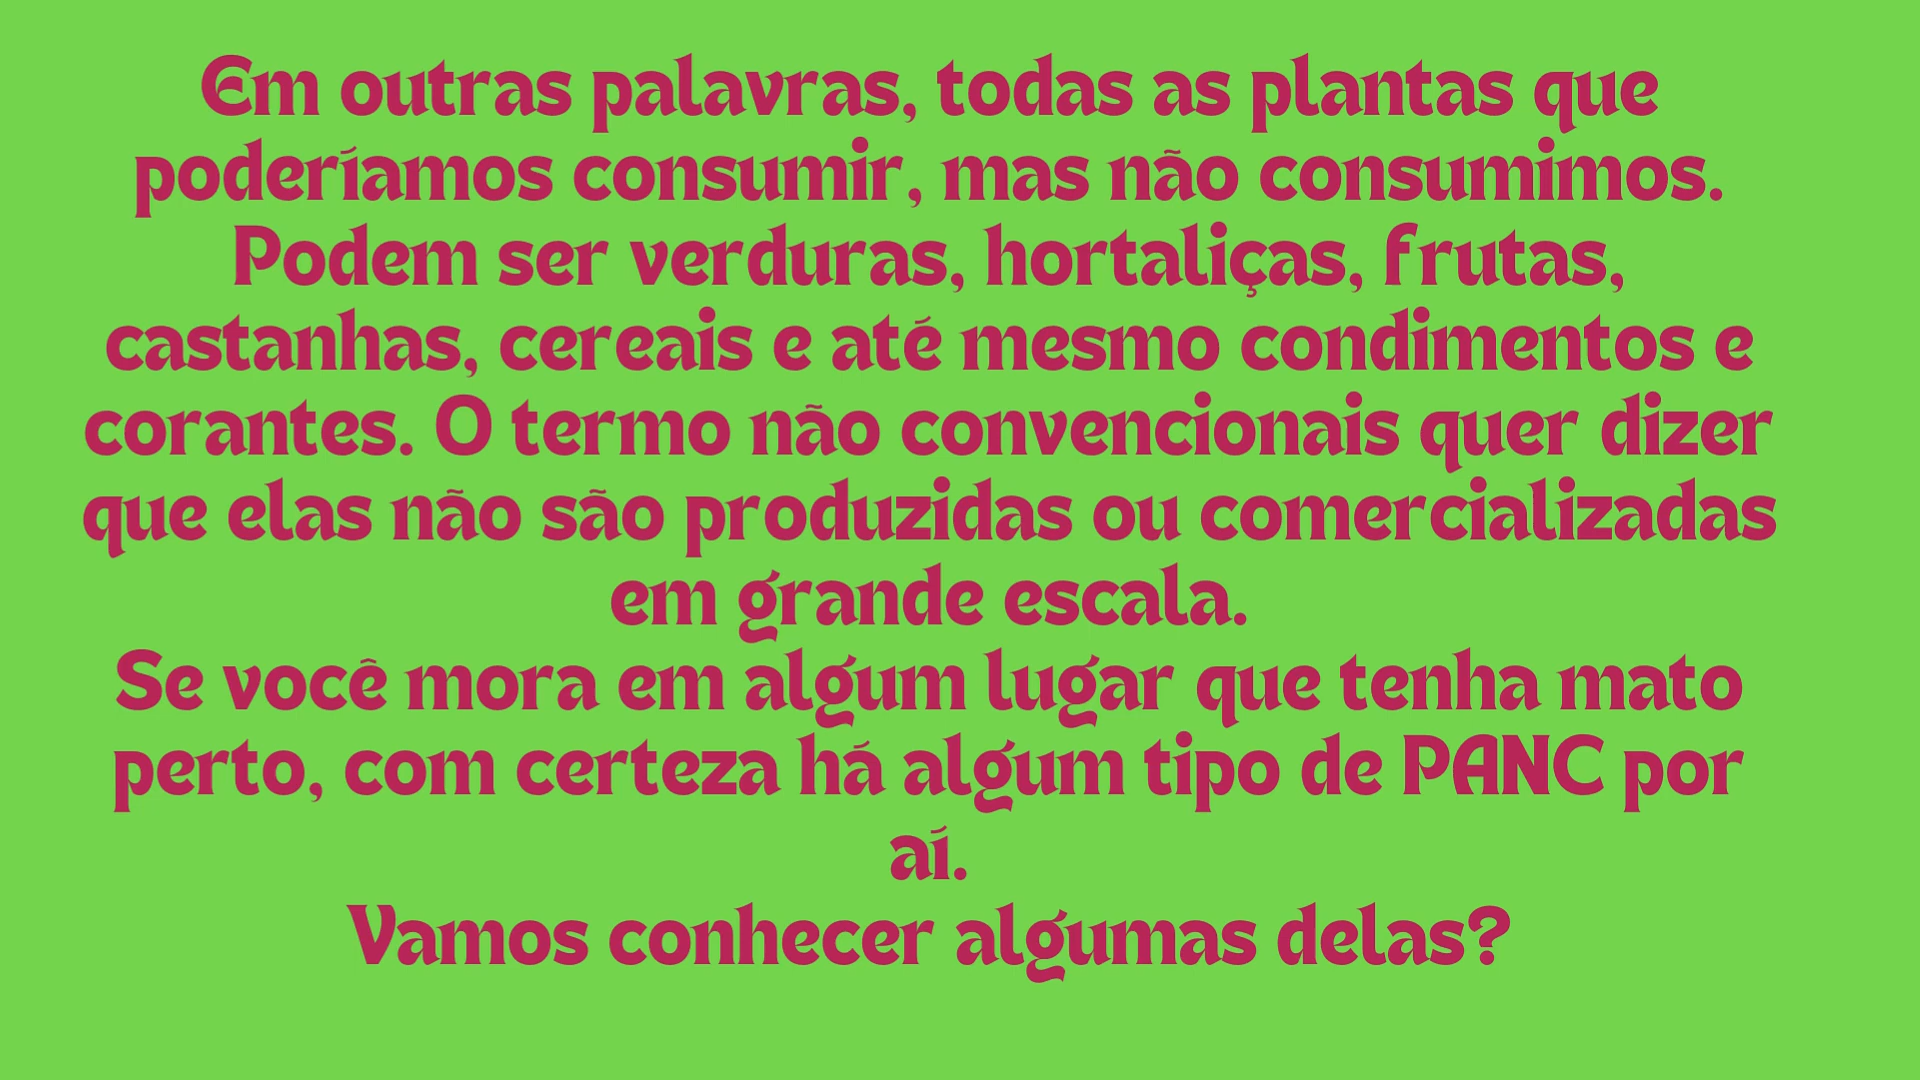 Em outras palavras, todas as plantas que
poderíamos consumir, mas não consumimos.
Podem ser verduras, hortaliças, frutas,
castanhas, cereais e até mesmo condimentos e
corantes. O termo não convencionais quer dizer
que elas não são produzidas ou comercializadas
em grande escala.
Se você mora em algum lugar que tenha mato
perto, com certeza há algum tipo de PANC por
aí.
Vamos conhecer algumas delas?